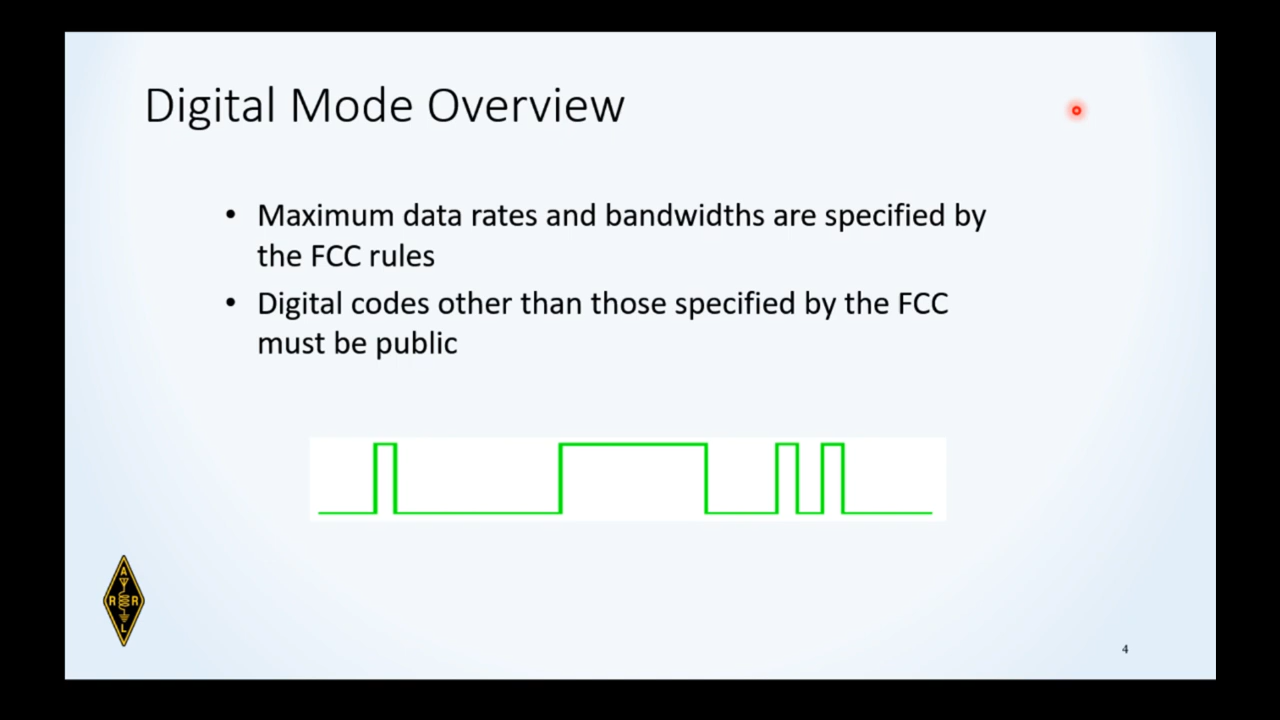 Digital Mode Overview
• Maximum data rates and bandwidths are specified by
the FCC rules
• Digital codes other than those specified by the FCC
must be public
A
R R
L
4